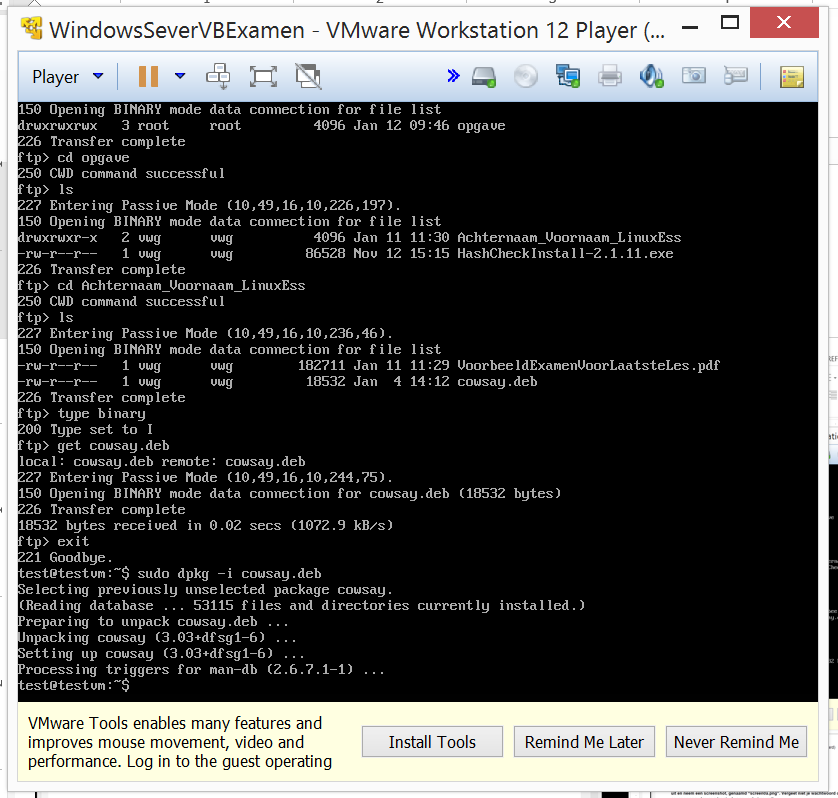 WindowsSeverVBExamen - VMware Workstation 12 Player (...
Player
150 Opening BINARY mode data connection for file list
drwxrwxrwx   3 root     root         4096 Jan 12 09:46 opgave
226 Transfer complete
ftp> cd opgave
250 CWD command successful
ftp> ls
227 Entering Passive Mode (10,49,16,10,226,197).
150 Opening BINARY mode data connection for file list
drwxrwxr-x   2 vwg      vwg          4096 Jan 11 11:30 Achternaam_Voornaam_LinuxEss
-rw-r--r--   1 vwg      vwg         86528 Nov 12 15:15 HashCheckInstall-2.1.11.exe
226 Transfer complete
ftp> cd Achternaam_Voornaam_LinuxEss
250 CWD command successful
ftp> ls
227 Entering Passive Mode (10,49,16,10,236,46).
150 Opening BINARY mode data connection for file list
-rw-r--r--   1 vwg      vwg        182711 Jan 11 11:29 VoorbeeldExamenVoorLaatsteLes.pdf
-rw-r--r--   1 vwg      vwg         18532 Jan  4 14:12 cowsay.deb
226 Transfer complete
ftp> type binary
200 Type set to I
ftp> get cowsay.deb
local: cowsay.deb remote: cowsay.deb
227 Entering Passive Mode (10,49,16,10,244,75).
150 Opening BINARY mode data connection for cowsay.deb (18532 bytes)
226 Transfer complete
18532 bytes received in 0.02 secs (1072.9 kB/s)
ftp> exit
221 Goodbye.
test@testvm:~$ sudo dpkg -i cowsay.deb
Selecting previously unselected package cowsay.
(Reading database ... 53115 files and directories currently installed.)
Preparing to unpack cowsay.deb ...
Unpacking cowsay (3.03+dfsg1-6) ...
Setting up cowsay (3.03+dfsg1-6) ...
Processing triggers for man-db (2.6.7.1-1) ...
test@testvm:~$
VMware Tools enables many features and
improves mouse movement, video and
performance. Log in to the guest operating
Install Tools
Remind Me Later
Never Remind Me